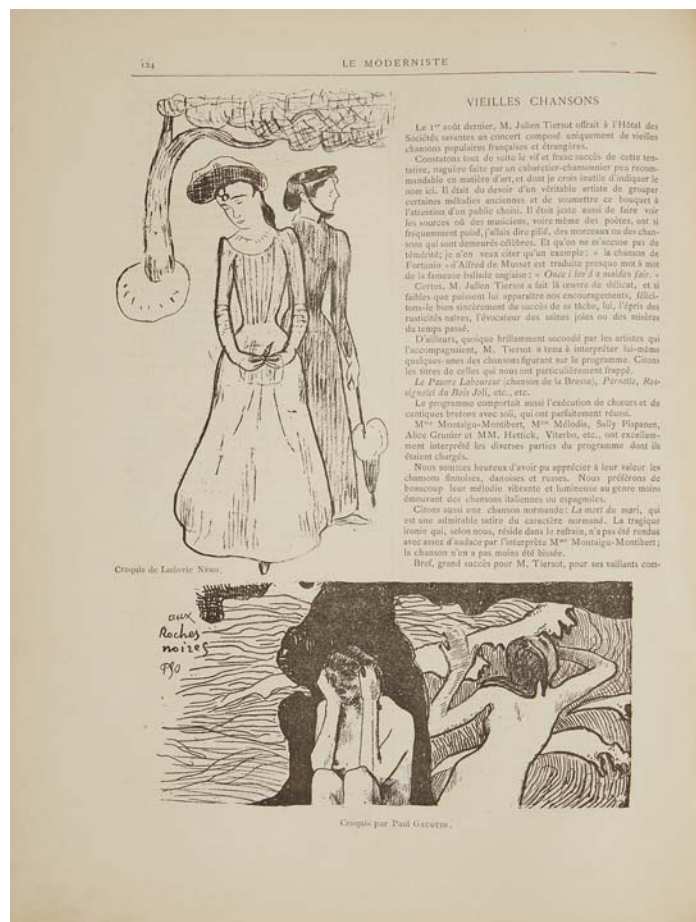 124
LE MODERNISTE
VIEILLES CHANSONS
Le 1er août dernier, M. Julien Tiersot offrait à l'Hôtel des
Sociétés savantes un concert composé uniquement de vieilles
chansons populaires françaises et étrangères.
Constatons tout de suite le vif et franc succès de cette ten-
tative, naguère faite par un cabaretier-chansonnier peu recom-
mandable en matière d'art, et dont je crois inutile d'indiquer le
nom ici. Il était du devoir d'un véritable artiste de grouper
certaines mélodies anciennes et de soumettre ce bouquet à
l'attention d'un public choisi. Il était juste aussi de faire voir
les sources où des musiciens, voire même des poètes, ont si
fréquemment puisé, j'allais dire pillé, des morceaux ou des chan-
sons qui sont demeurés célèbres. Et qu'on ne m'accuse pas de
témérité; je n'en veux citer qu'un exemple: « la chanson de
Fortunio » d'Alfred de Musset est traduite presque mot à mot
de la fameuse ballade anglaise: « Once i lov'd a maiden fair. »
Certes, M. Julien Tiersot a fait là œuvre de délicat, et si
faibles que puissent lui apparaître nos encouragements, félici-
tons-le bien sincèrement du succès de sa tâche, lui, l'épris des
rusticités naïves, l'évocateur des saines joies ou des misères
du temps passé.
D'ailleurs, quoique brillamment secondé par les artistes qui
l'accompagnaient, M. Tiersot a tenu à interpréter lui-même
quelques-unes des chansons figurant sur le programme. Citons
les titres de celles qui nous ont particulièrement frappé.
Le Pauvre Laboureur (chanson de la Bresse), Pernette, Ros-
signolet du Bois Joli, etc., etc.
Le programme comportait aussi l'exécution de chœurs et de
cantiques bretons avec soli, qui ont parfaitement réussi.
Mmes Montaigu-Montibert, Mlles Mélodia, Sally Pispanen,
Alice Grunier et MM. Hettick, Viterbo, etc., ont excellem-
ment interprété les diverses parties du programme dont ils
étaient chargés.
Nous sommes heureux d'avoir pu apprécier à leur valeur les
chansons finnoises, danoises et russes. Nous préférons de
beaucoup leur mélodie vibrante et lumineuse au genre moins
émouvant des chansons italiennes ou espagnoles.
Citons aussi une chanson normande: La mort du mari, qui
est une admirable satire du caractère normand. La tragique
ironie qui, selon nous, réside dans le refrain, n'a pas été rendue
avec assez d'audace par l'interprète Mme Montaigu-Montibert;
la chanson n'en a pas moins été bissée.
Bref, grand succès pour M. Tiersot, pour ses vaillants com-
Croquis de Ludovic Némo.
aux
Roches
noires
PGO
Croquis par Paul Gauguin.